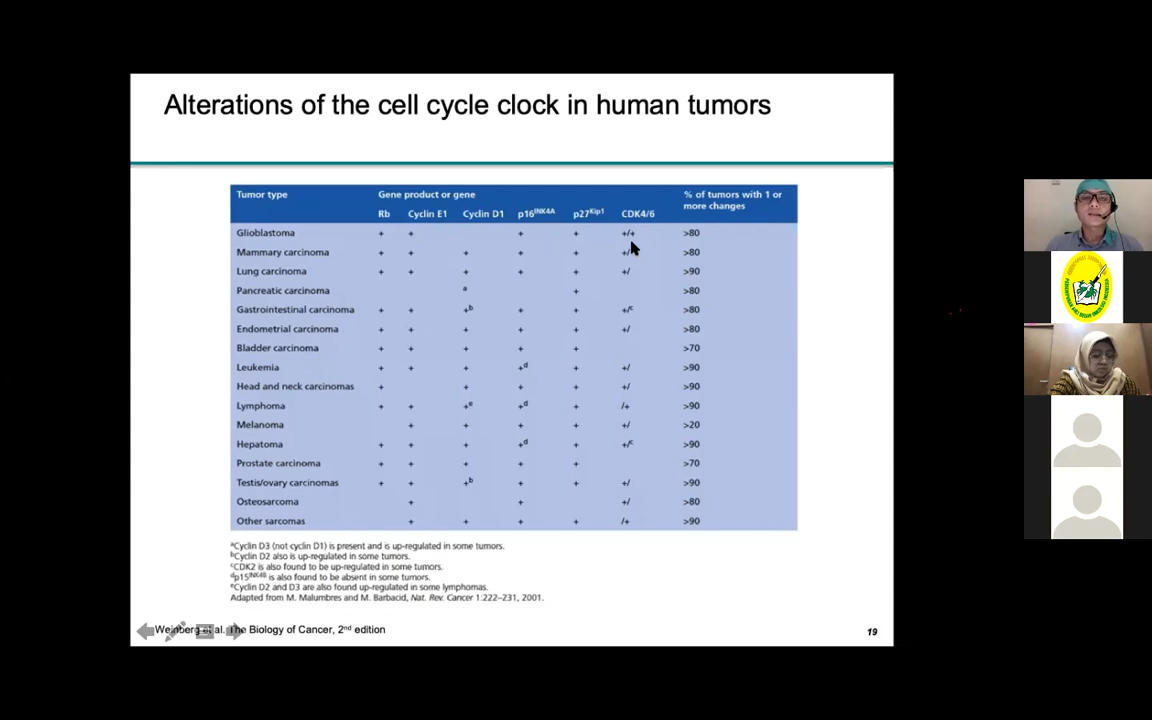 Alterations of the cell cycle clock in human tumors
Tumor type Gene product or gene % of tumors with 1 or more changes
Rb Cyclin E1 Cyclin D1 p16INK4A p27Kip1 CDK4/6
Glioblastoma + + + + +/+ >80
Mammary carcinoma + + + + + +/ >80
Lung carcinoma + + + + + +/ >90
Pancreatic carcinoma a + >80
Gastrointestinal carcinoma + + +b + + +/c >80
Endometrial carcinoma + + + + + +/ >80
Bladder carcinoma + + + + + >70
Leukemia + + + +d + +/ >90
Head and neck carcinomas + + + + +/ >90
Lymphoma + + +e +d + /+ >90
Melanoma + + + + +/ >20
Hepatoma + + + +d + +/c >90
Prostate carcinoma + + + + + >70
Testis/ovary carcinomas + + +b + + +/ >90
Osteosarcoma + + +/ >80
Other sarcomas + + + + /+ >90
aCyclin D3 (not cyclin D1) is present and is up-regulated in some tumors.
bCyclin D2 also is up-regulated in some tumors.
cCDK2 is also found to be up-regulated in some tumors.
dp15INK4B is also found to be absent in some tumors.
eCyclin D2 and D3 are also found up-regulated in some lymphomas.
Adapted from M. Malumbres and M. Barbacid, Nat. Rev. Cancer 1:222–231, 2001.
Weinberg et al. The Biology of Cancer, 2nd edition
19